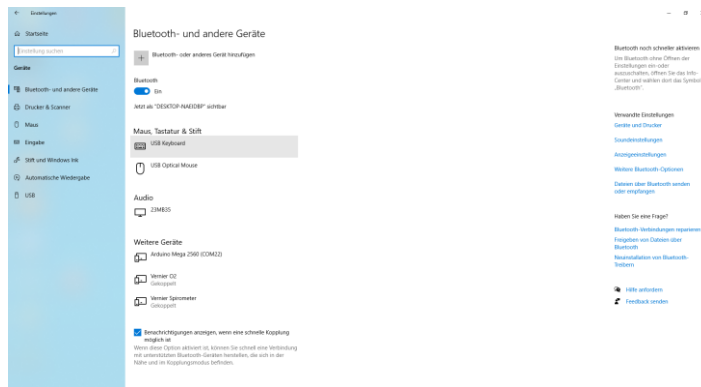 Einstellungen
Startseite
Einstellung suchen
Geräte
Bluetooth- und andere Geräte
Drucker & Scanner
Maus
Eingabe
Stift und Windows Ink
Automatische Wiedergabe
USB
Bluetooth- und andere Geräte
Bluetooth- oder anderes Gerät hinzufügen
Bluetooth
Ein
Jetzt als "DESKTOP-NAEIDBP" sichtbar
Maus, Tastatur & Stift
USB Keyboard
USB Optical Mouse
Audio
23MB35
Weitere Geräte
Arduino Mega 2560 (COM22)
Vernier O2
Gekoppelt
Vernier Spirometer
Gekoppelt
Benachrichtigungen anzeigen, wenn eine schnelle Kopplung
möglich ist
Wenn diese Option aktiviert ist, können Sie schnell eine Verbindung
mit unterstützten Bluetooth-Geräten herstellen, die sich in der
Nähe und im Kopplungsmodus befinden.
Bluetooth noch schneller aktivieren
Um Bluetooth ohne Öffnen der
Einstellungen ein- oder
auszuschalten, öffnen Sie das Info-
Center und wählen dort das Symbol
„Bluetooth".
Verwandte Einstellungen
Geräte und Drucker
Soundeinstellungen
Anzeigeeinstellungen
Weitere Bluetooth-Optionen
Dateien über Bluetooth senden
oder empfangen
Haben Sie eine Frage?
Bluetooth-Verbindungen reparieren
Freigeben von Dateien über
Bluetooth
Neuinstallation von Bluetooth-
Treibern
Hilfe anfordern
Feedback senden